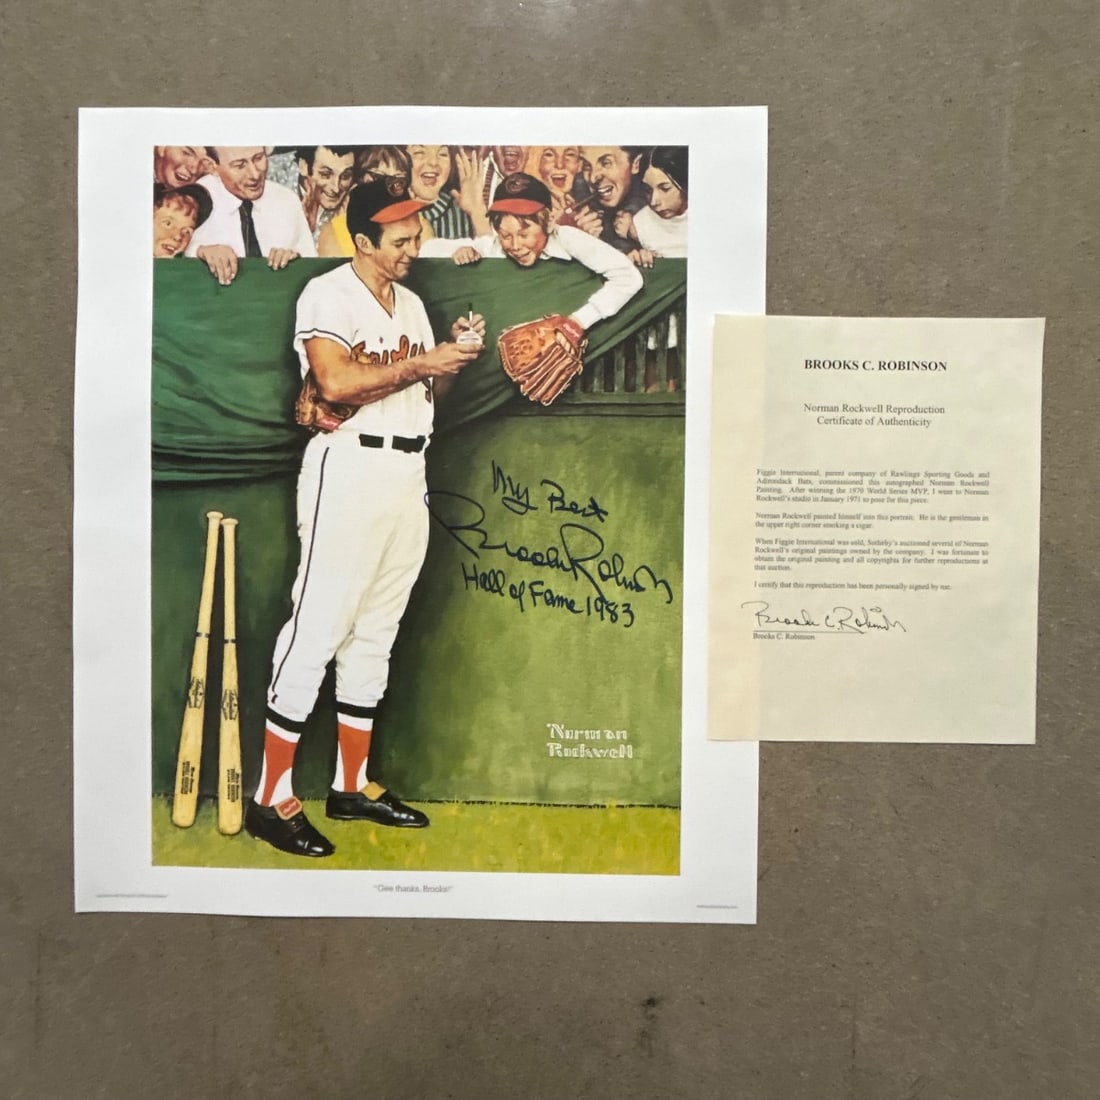 Orioles
My Best
Brooks Robinson
Hall of Fame 1983
Norman
Rockwell
"Gee thanks, Brooks!"
BROOKS C. ROBINSON
Norman Rockwell Reproduction
Certificate of Authenticity
Figgie International, parent company of Rawlings Sporting Goods and
Adirondack Bats, commissioned this autographed Norman Rockwell
Painting. After winning the 1970 World Series MVP, I went to Norman
Rockwell's studio in January 1971 to pose for this piece.
Norman Rockwell painted himself into this portrait. He is the gentleman in
the upper right corner smoking a cigar.
When Figgie International was sold, Sotheby's auctioned several of Norman
Rockwell's original paintings owned by the company. I was fortunate to
obtain the original painting and all copyrights for further reproductions at
that auction.
I certify that this reproduction has been personally signed by me.
Brooks C. Robinson
Brooks C. Robinson